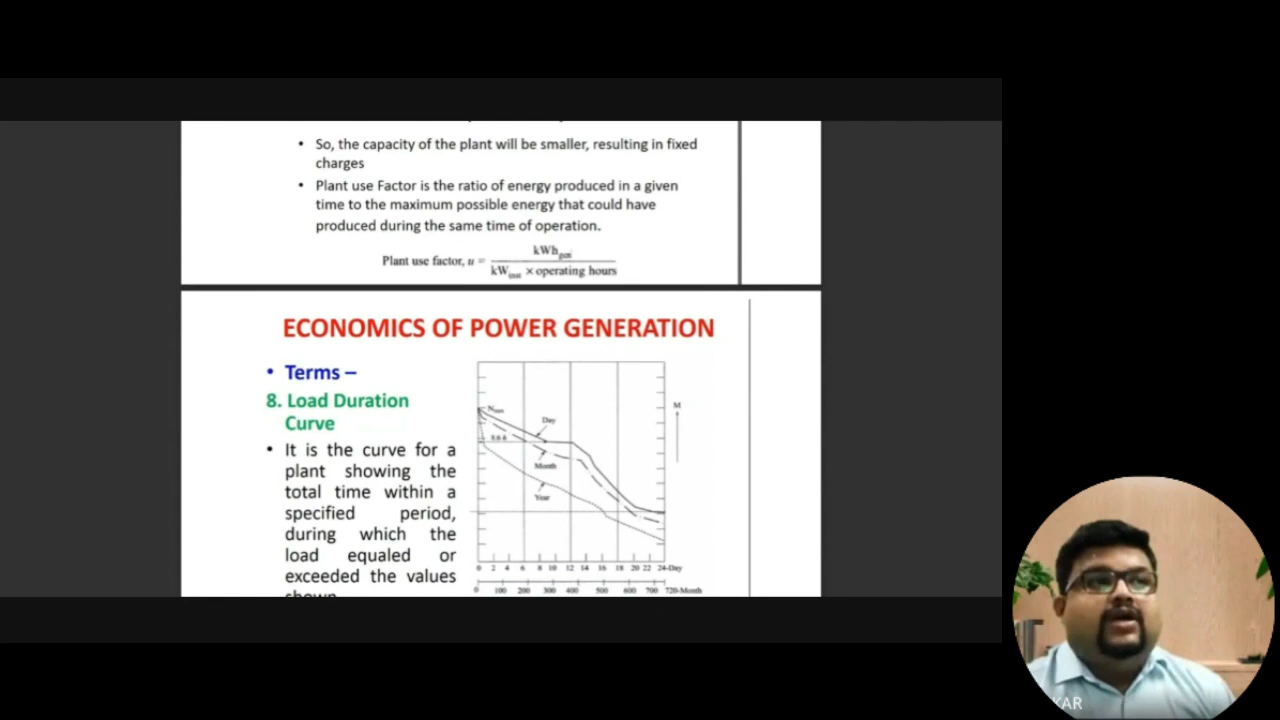 • So, the capacity of the plant will be smaller, resulting in fixed
charges
• Plant use Factor is the ratio of energy produced in a given
time to the maximum possible energy that could have
produced during the same time of operation.
Plant use factor, u = kWh gen
kW inst × operating hours
ECONOMICS OF POWER GENERATION
• Terms –
8. Load Duration
Curve
• It is the curve for a
plant showing the
total time within a
specified period,
during which the
load equaled or
exceeded the values
shown
M
Day
Month
Year
0 2 4 6 8 10 12 14 16 18 20 22 24-Day
0 100 200 300 400 500 600 700 720-Month
KAR